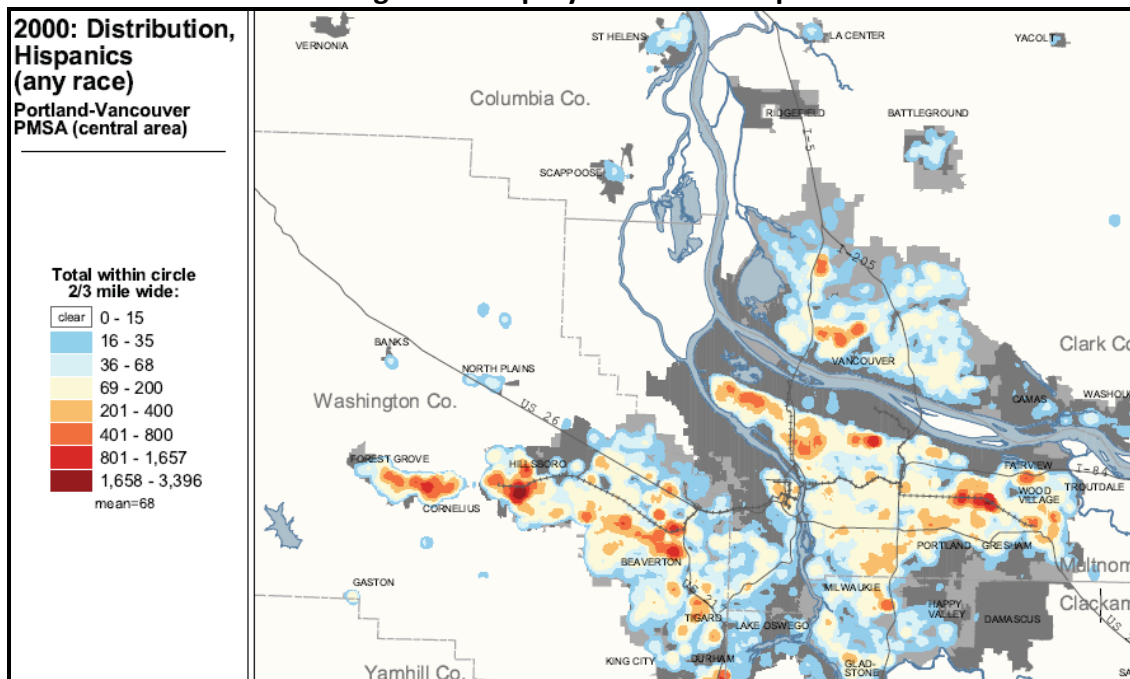 2000: Distribution,
Hispanics
(any race)
Portland-Vancouver
PMSA (central area)
Total within circle
2/3 mile wide:
clear 0 - 15
16 - 35
36 - 68
69 - 200
201 - 400
401 - 800
801 - 1,657
1,658 - 3,396
mean=68
VERNONIA
ST HELENS
LA CENTER
YACOLT
Columbia Co.
RIDGEFIELD
BATTLEGROUND
I-5
SCAPPOOSE
I-205
BANKS
VANCOUVER
Clark Co
NORTH PLAINS
Washington Co.
US 26
CAMAS
WASHOU
FOREST GROVE
HILLSBORO
FAIRVIEW
I-84
WOOD
VILLAGE
TROUTDALE
CORNELIUS
BEAVERTON
PORTLAND
GRESHAM
Multnom
GASTON
MILWAUKIE
Clackam
HAPPY
VALLEY
DAMASCUS
TIGARD
LAKE OSWEGO
US
KING CITY
DURHAM
GLAD-
STONE
Yamhill Co.
SA